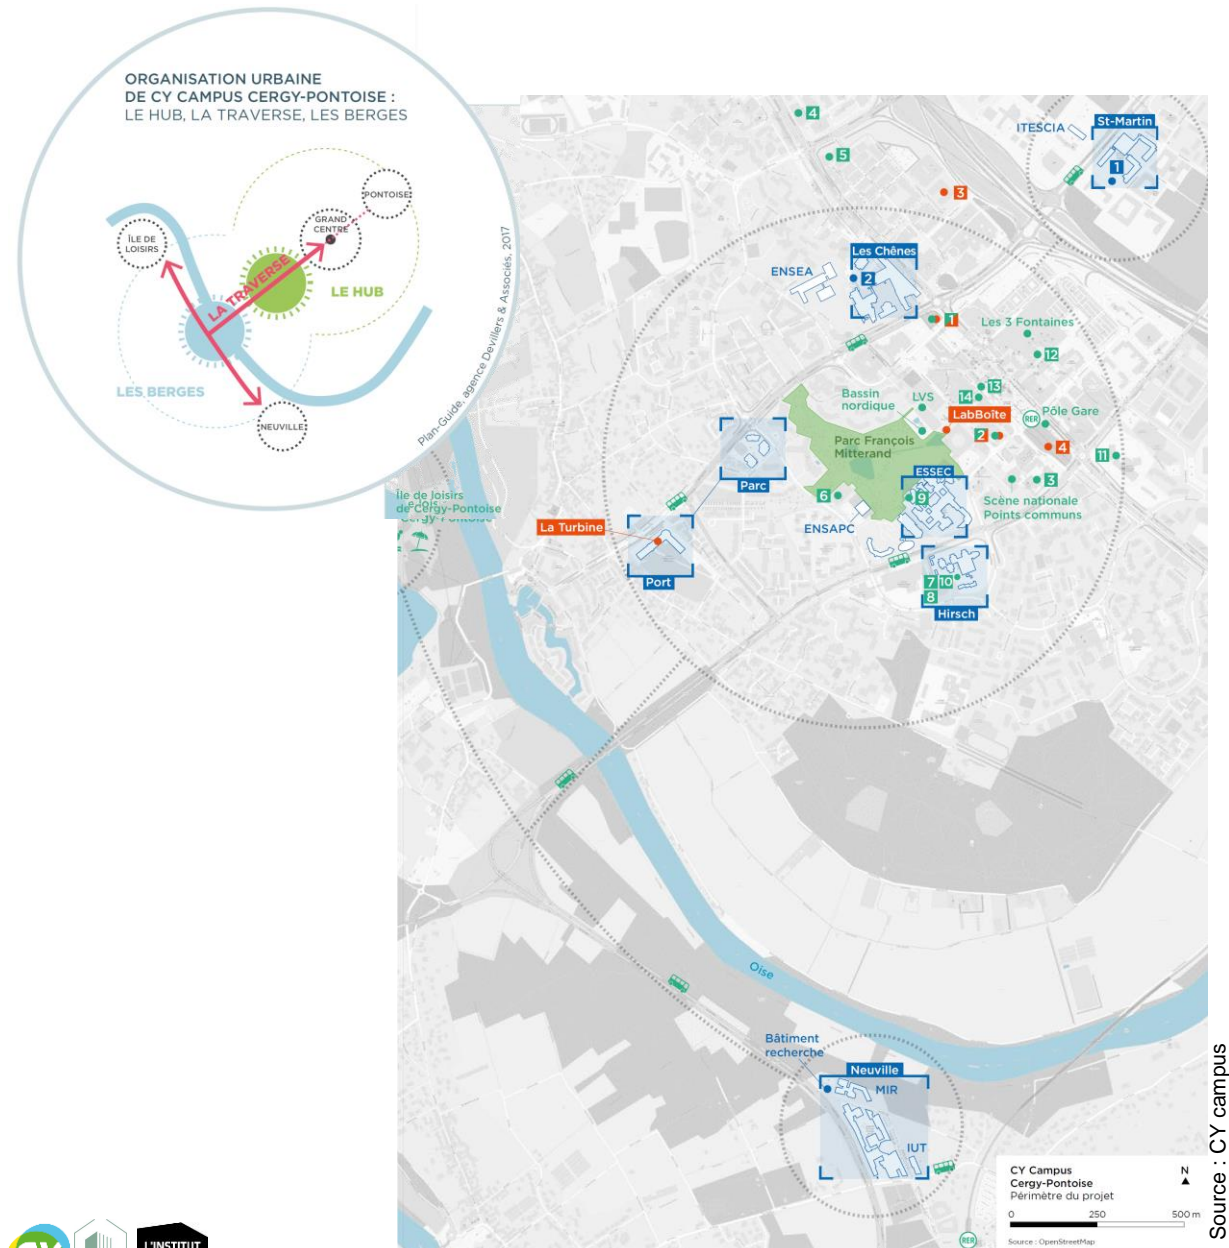 ORGANISATION URBAINE
DE CY CAMPUS CERGY-PONTOISE :
LE HUB, LA TRAVERSE, LES BERGES
PONTOISE
GRAND
CENTRE
ÎLE DE
LOISIRS
LA TRAVERSE
LE HUB
LES BERGES
NEUVILLE
Plan-Guide, agence Devillers & Associés, 2017
4
5
3
ITESCIA
St-Martin
1
Les Chênes
ENSEA
2
1
Les 3 Fontaines
12
13
14
Bassin
nordique
LVS
LabBoîte
RER
Pôle Gare
2
4
11
Parc François
Mitterand
Parc
ESSEC
6
9
3
Scène nationale
Points communs
ENSAPC
Île de loisirs
de Cergy-Pontoise
La Turbine
Port
7
10
8
Hirsch
Oise
Bâtiment
recherche
Neuville
MIR
IUT
RER
CY Campus
Cergy-Pontoise
Périmètre du projet
N
0
250
500 m
Source : OpenStreetMap
Source : CY campus
L'INSTITUT